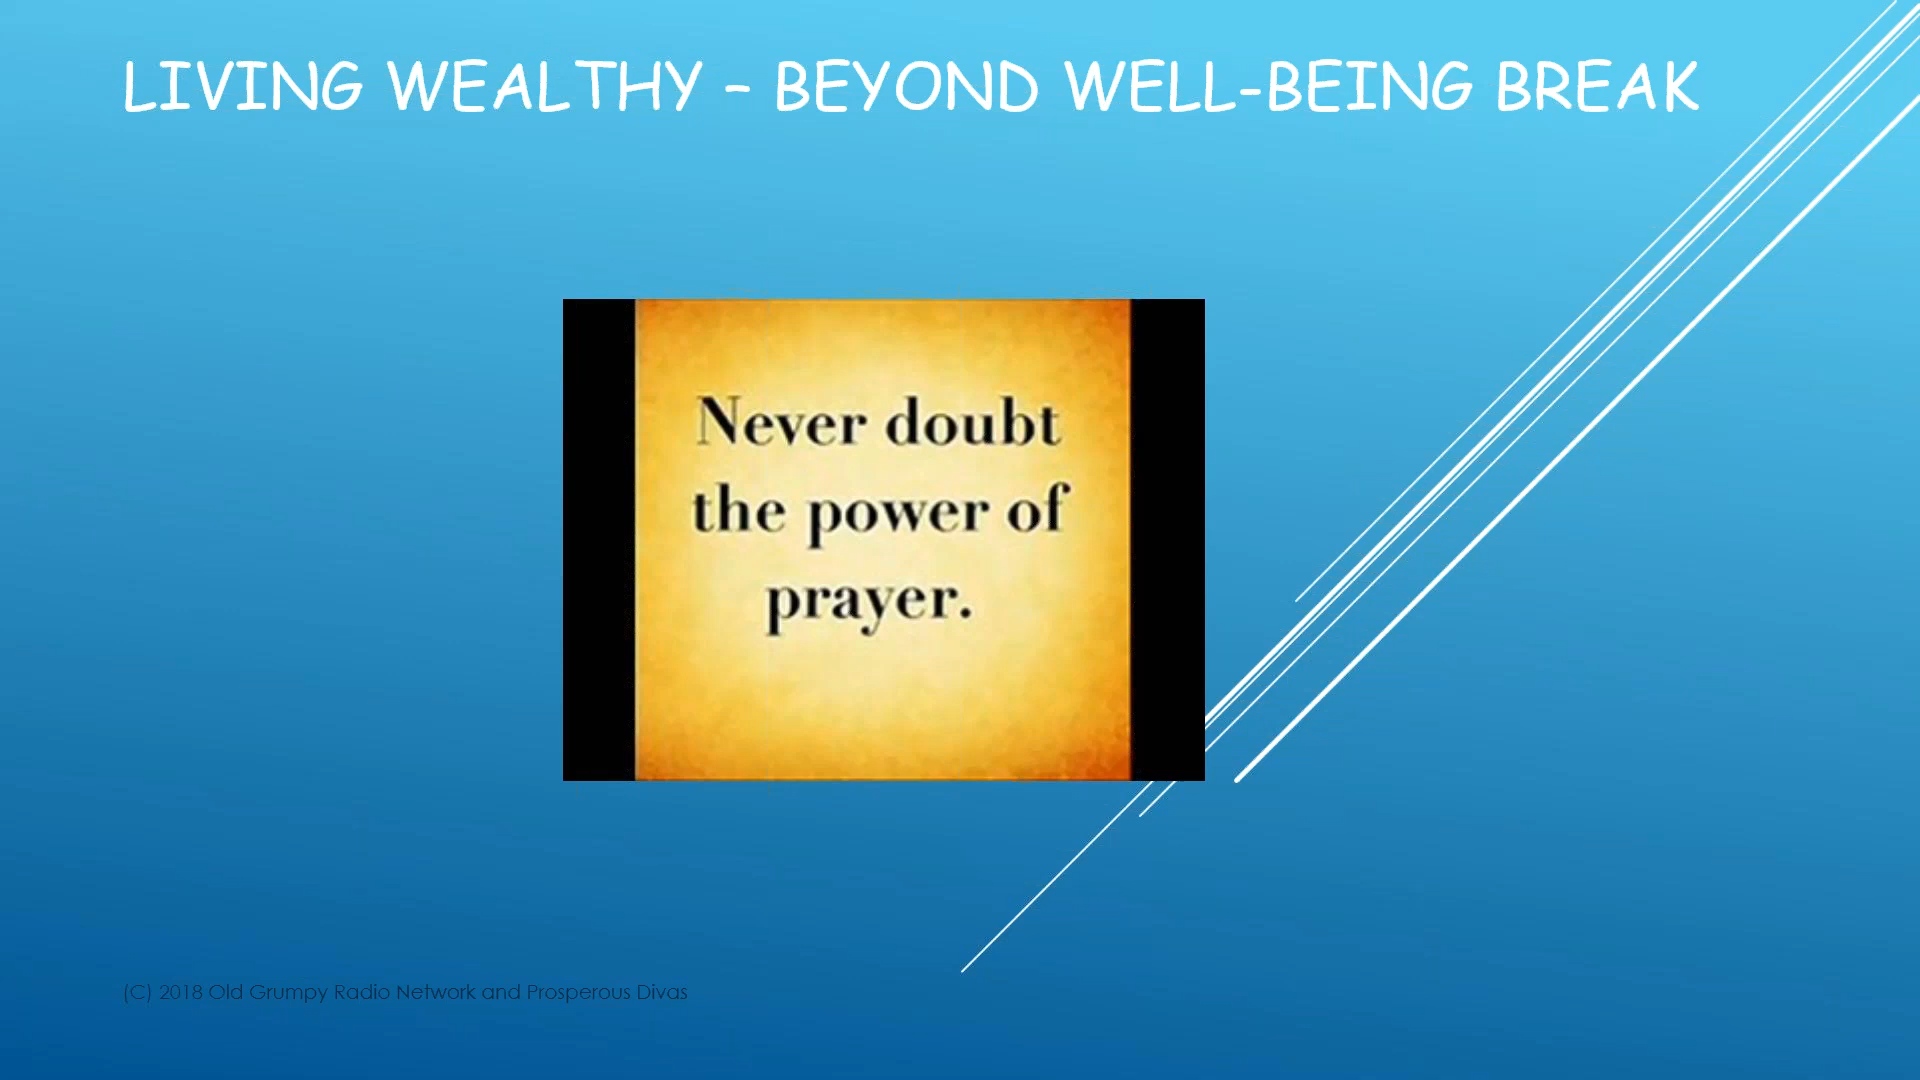 LIVING WEALTHY – BEYOND WELL-BEING BREAK
Never doubt
the power of
prayer.
(C) 2018 Old Grumpy Radio Network and Prosperous Divas